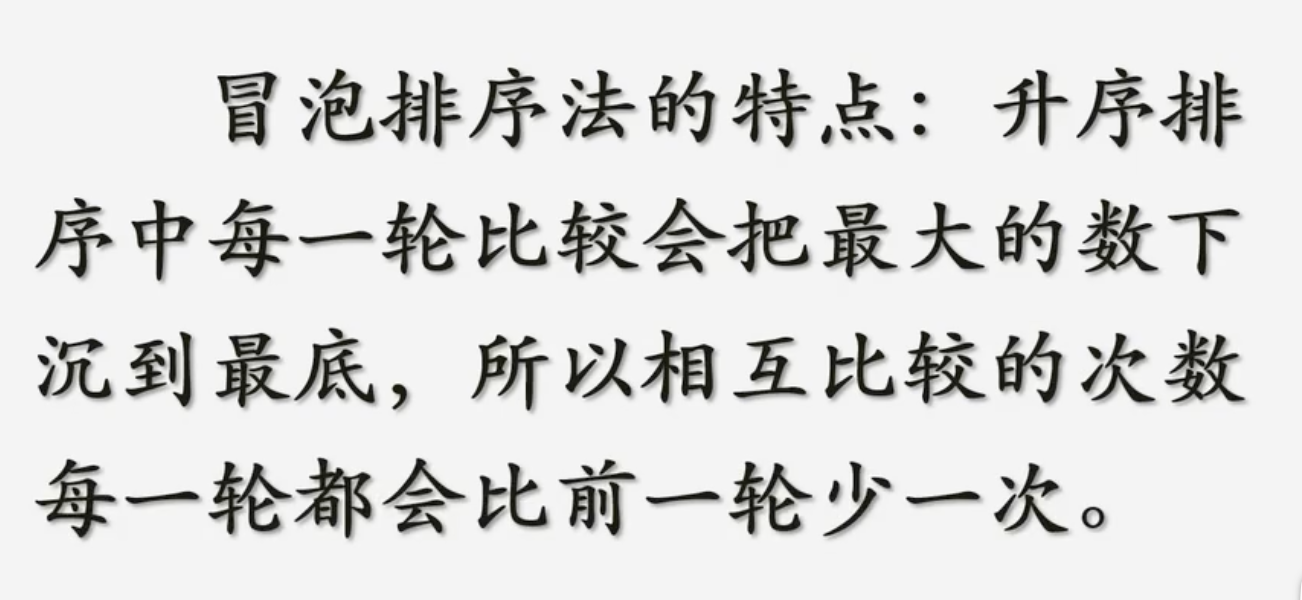 冒泡排序法的特点：升序排
序中每一轮比较会把最大的数下
沉到最底，所以相互比较的次数
每一轮都会比前一轮少一次。